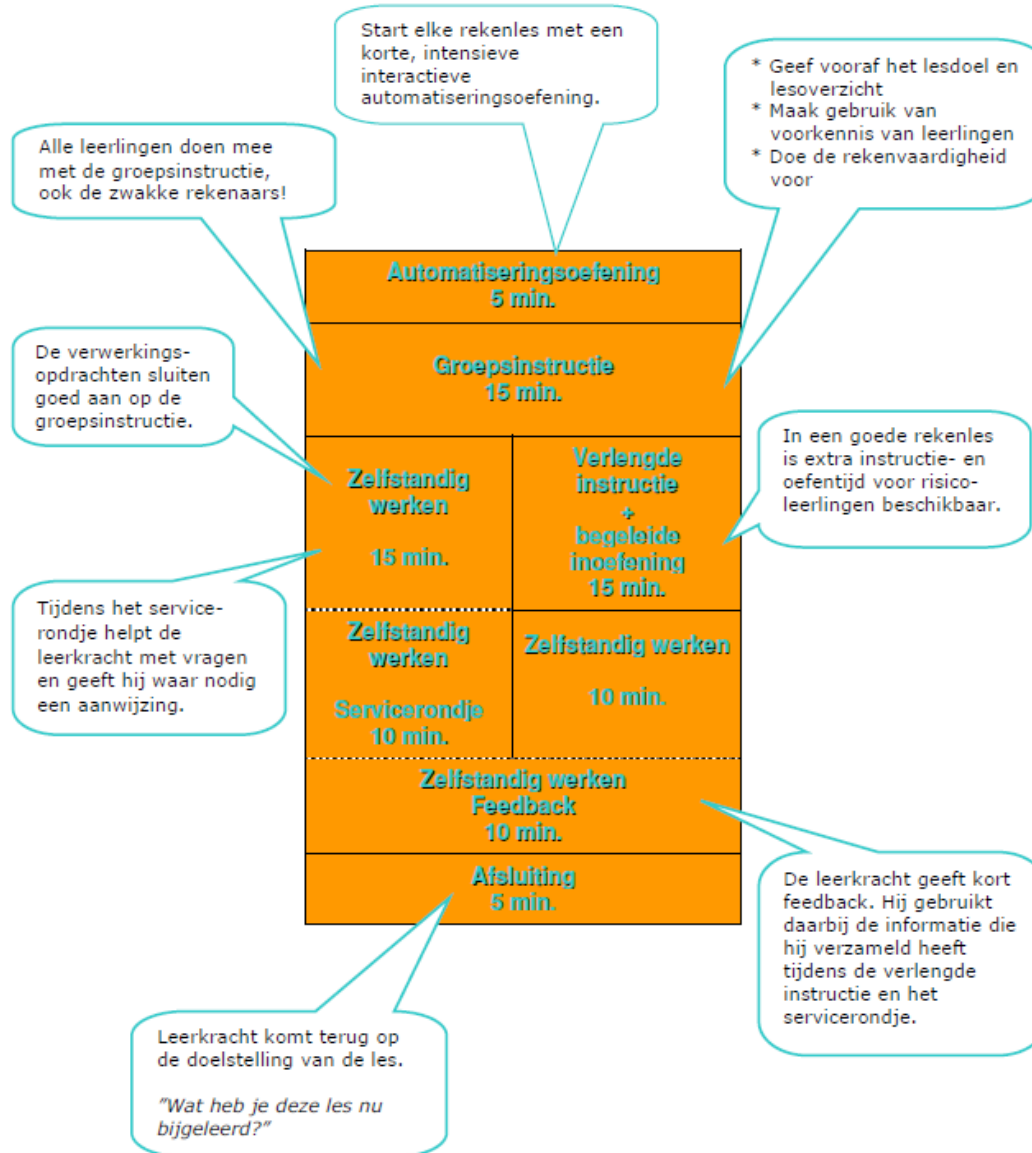 Start elke rekenles met een
korte, intensieve
interactieve
automatiseringsoefening.
* Geef vooraf het lesdoel en
lesoverzicht
* Maak gebruik van
voorkennis van leerlingen
* Doe de rekenvaardigheid
voor
Alle leerlingen doen mee
met de groepsinstructie,
ook de zwakke rekenaars!
Automatiseringsoefening
5 min.
De verwerkings-
opdrachten sluiten
goed aan op de
groepsinstructie.
Groepsinstructie
15 min.
Zelfstandig
werken
15 min.
Verlengde
instructie
+
begeleide
inoefening
15 min.
In een goede rekenles
is extra instructie- en
oefentijd voor risico-
leerlingen beschikbaar.
Tijdens het service-
rondje helpt de
leerkracht met vragen
en geeft hij waar nodig
een aanwijzing.
Zelfstandig
werken
Servicerondje
10 min.
Zelfstandig werken
10 min.
Zelfstandig werken
Feedback
10 min.
Afsluiting
5 min.
De leerkracht geeft kort
feedback. Hij gebruikt
daarbij de informatie die
hij verzameld heeft
tijdens de verlengde
instructie en het
servicerondje.
Leerkracht komt terug op
de doelstelling van de les.
"Wat heb je deze les nu
bijgeleerd?"